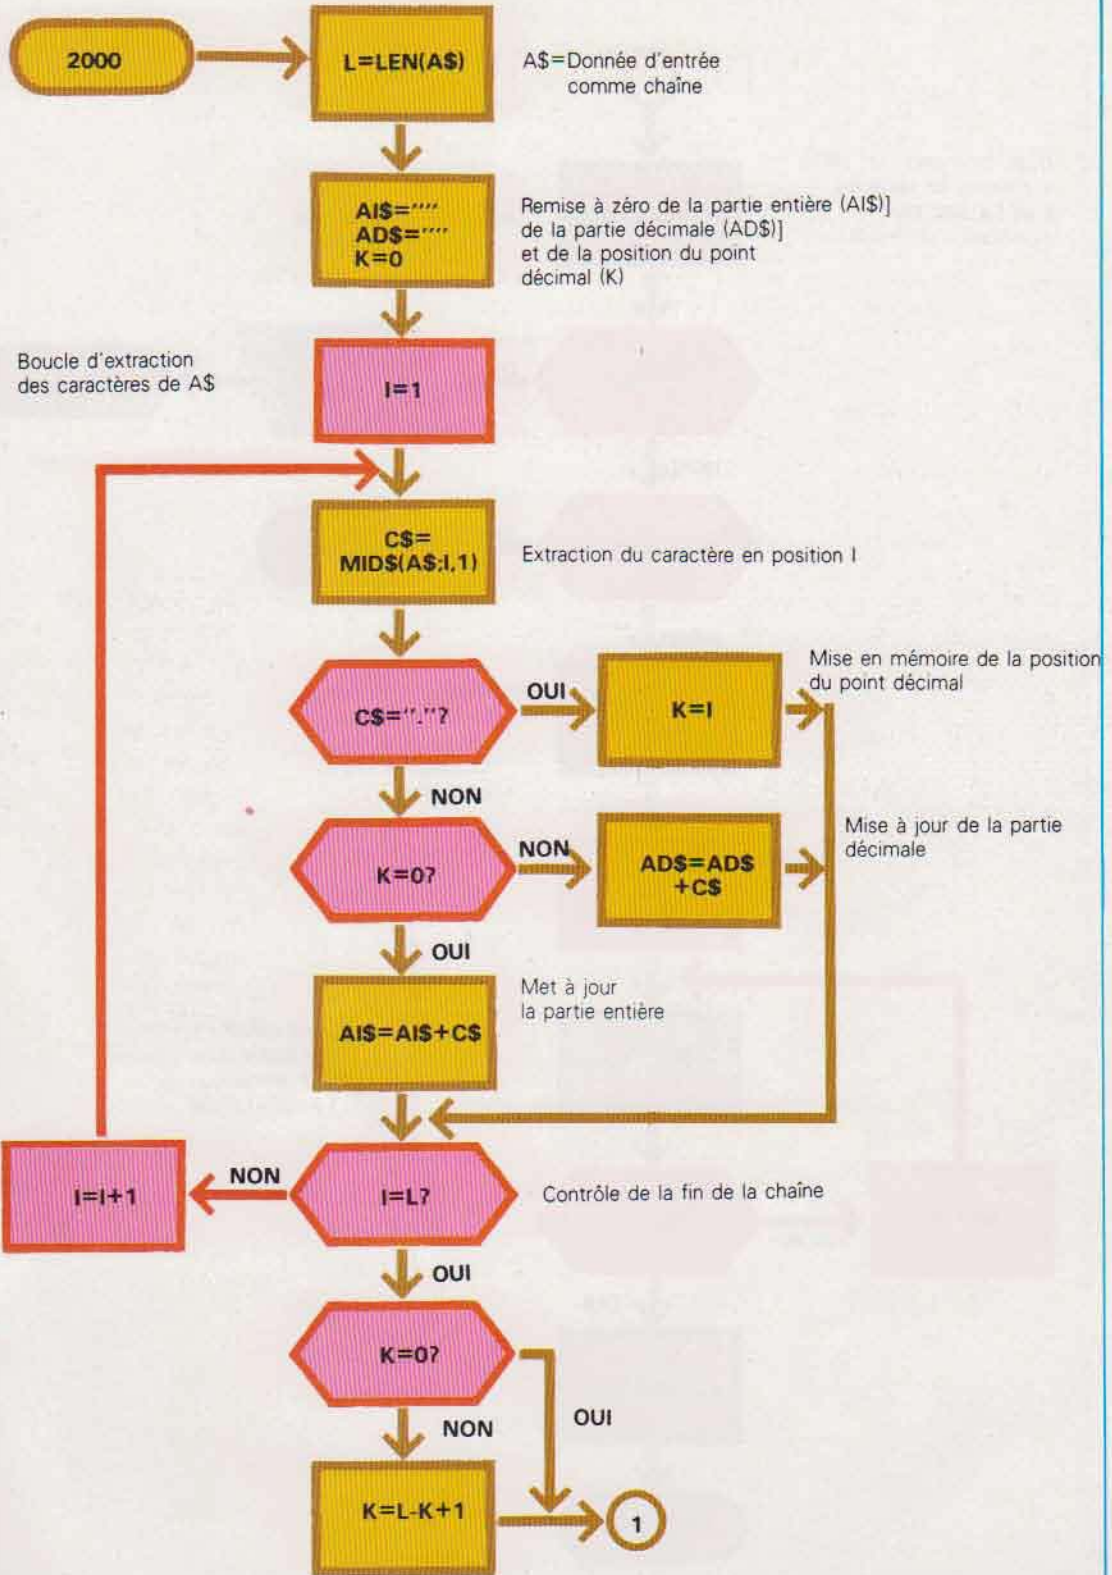 2000
L=LEN(A$)
A$=Donnée d'entrée
comme chaîne
AI$=""
AD$=""
K=0
Remise à zéro de la partie entière (AI$)]
de la partie décimale (AD$)]
et de la position du point
décimal (K)
Boucle d'extraction
des caractères de A$
I=1
C$=
MID$(A$;I,1)
Extraction du caractère en position I
C$="."?
OUI
K=I
Mise en mémoire de la position
du point décimal
NON
K=0?
NON
AD$=AD$
+C$
Mise à jour de la partie
décimale
OUI
AI$=AI$+C$
Met à jour
la partie entière
I=I+1
NON
I=L?
Contrôle de la fin de la chaîne
OUI
K=0?
OUI
NON
K=L-K+1
1